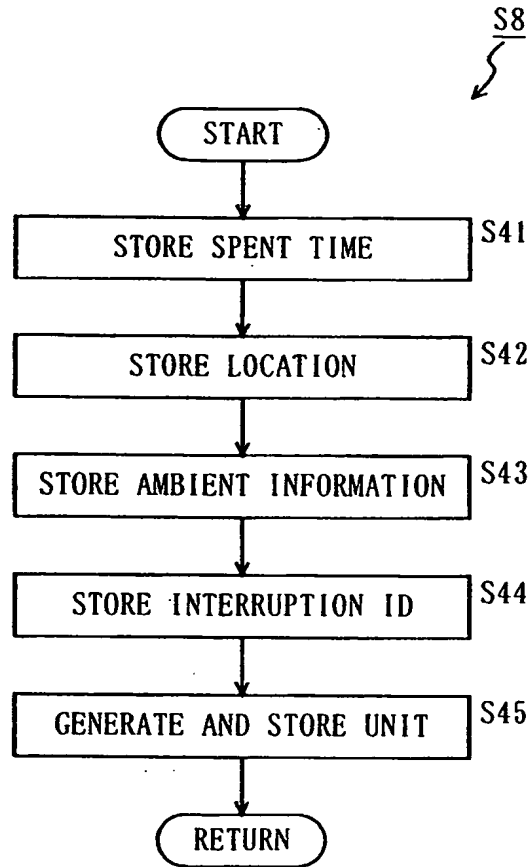 S8
START
STORE SPENT TIME S41
STORE LOCATION S42
STORE AMBIENT INFORMATION S43
STORE INTERRUPTION ID S44
GENERATE AND STORE UNIT S45
RETURN